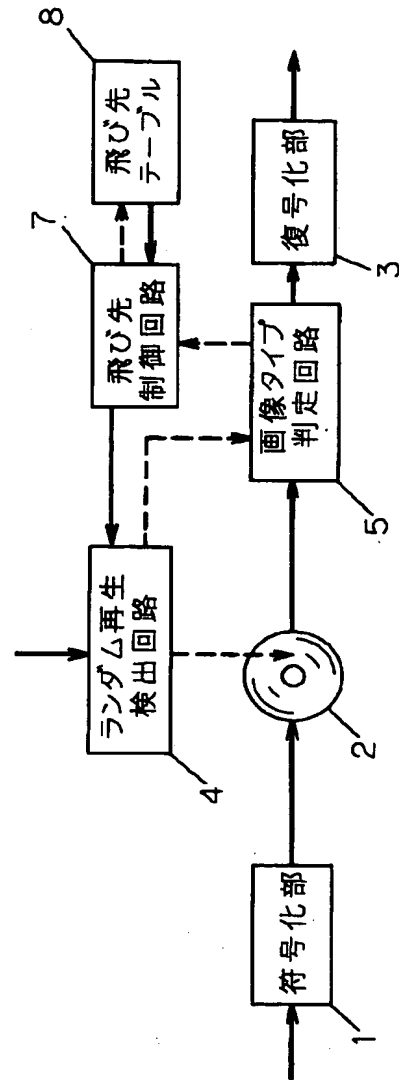 8
飛び先
テーブル
7
飛び先
制御回路
ランダム再生
検出回路
4
復号化部
3
画像タイプ
判定回路
5
2
符号化部
1